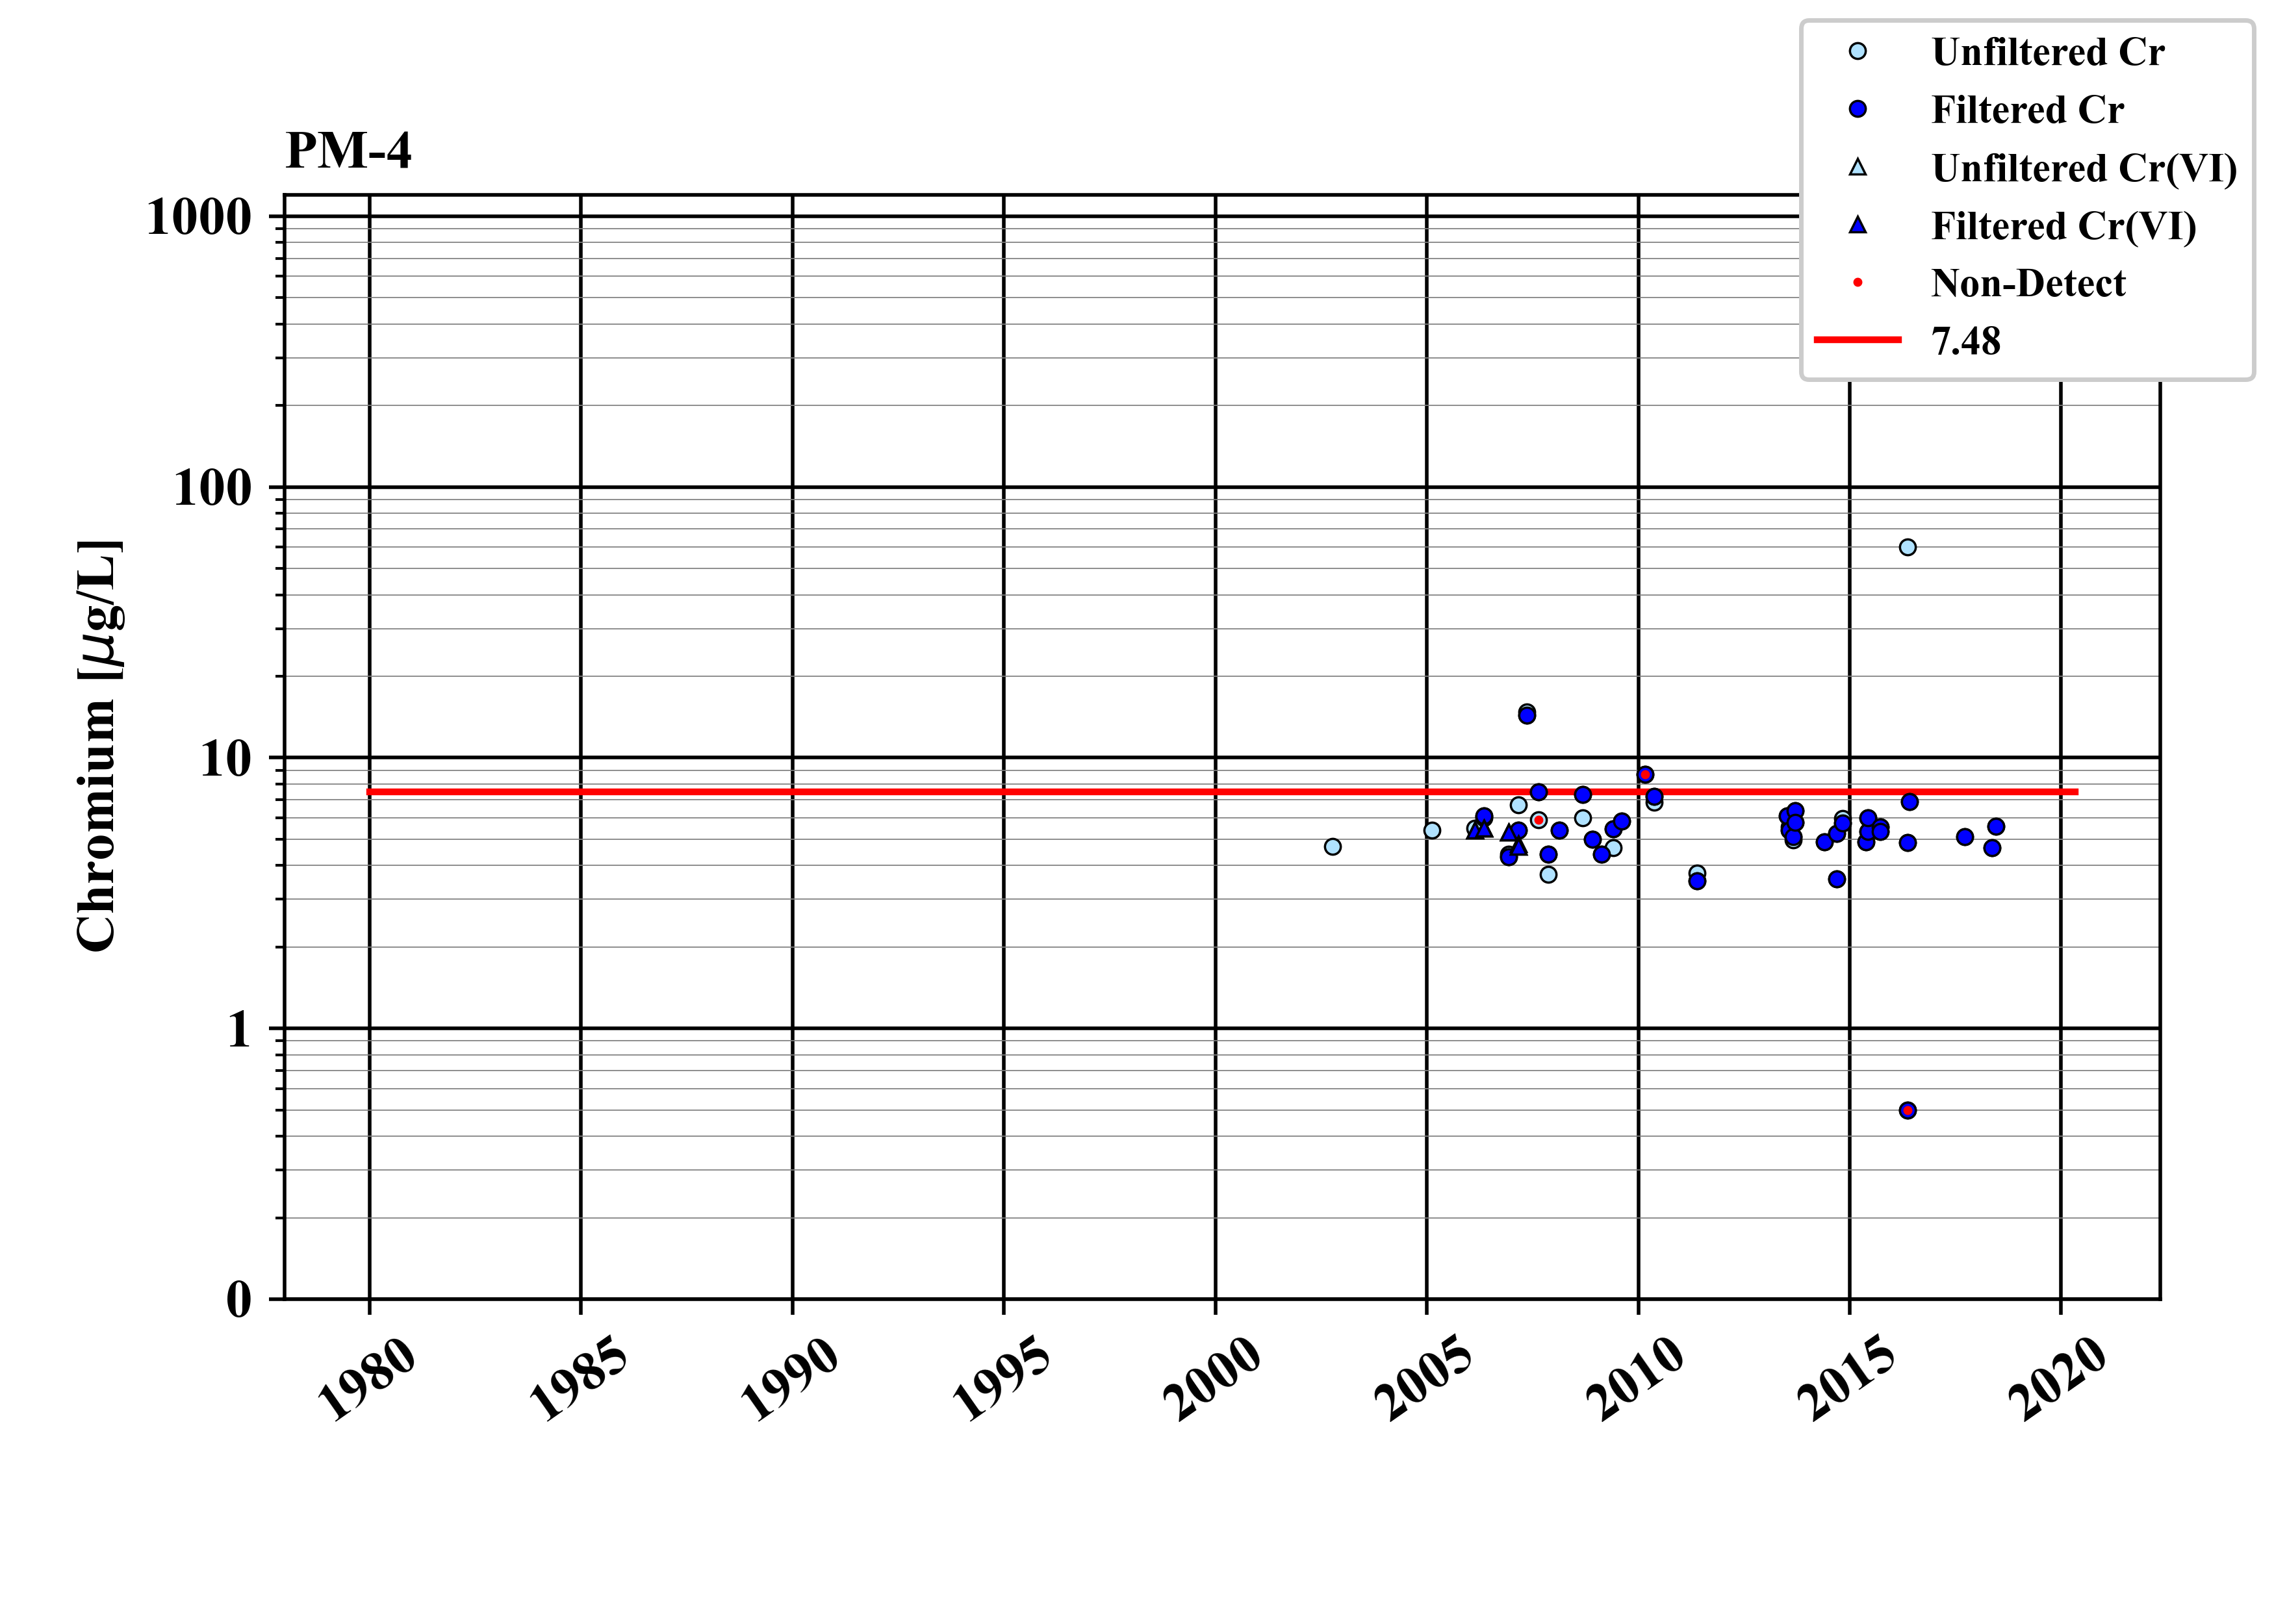 PM-4
Unfiltered Cr
Filtered Cr
Unfiltered Cr(VI)
Filtered Cr(VI)
Non-Detect
7.48
Chromium [μg/L]
1000
100
10
1
0
1980
1985
1990
1995
2000
2005
2010
2015
2020